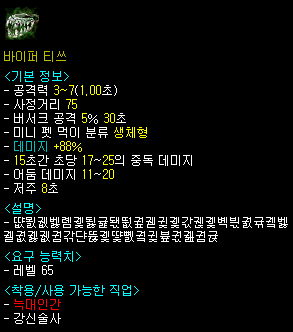 바이퍼 티쓰
<기본 정보>
- 공격력 3~7(1.00초)
- 사정거리 75
- 버서크 공격 5% 30초
- 미니 펫 먹이 분류 생체형
- 데미지 +88%
- 15초간 초당 17~25의 중독 데미지
- 어둠 데미지 11~20
- 저주 8초
<설명>
<요구 능력치>
- 레벨 65
<착용/사용 가능한 직업>
- 늑대인간
- 강신술사